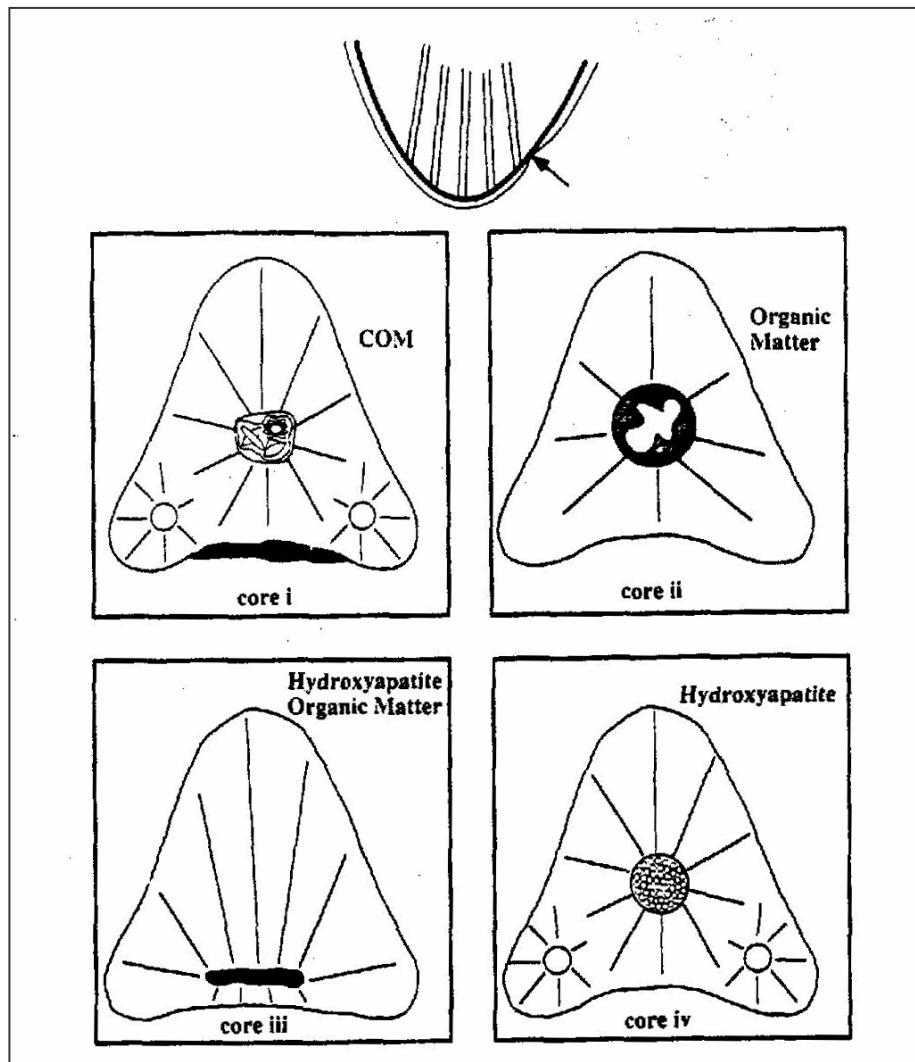 COM
core i
Organic
Matter
core ii
Hydroxyapatite
Organic Matter
core iii
Hydroxyapatite
core iv